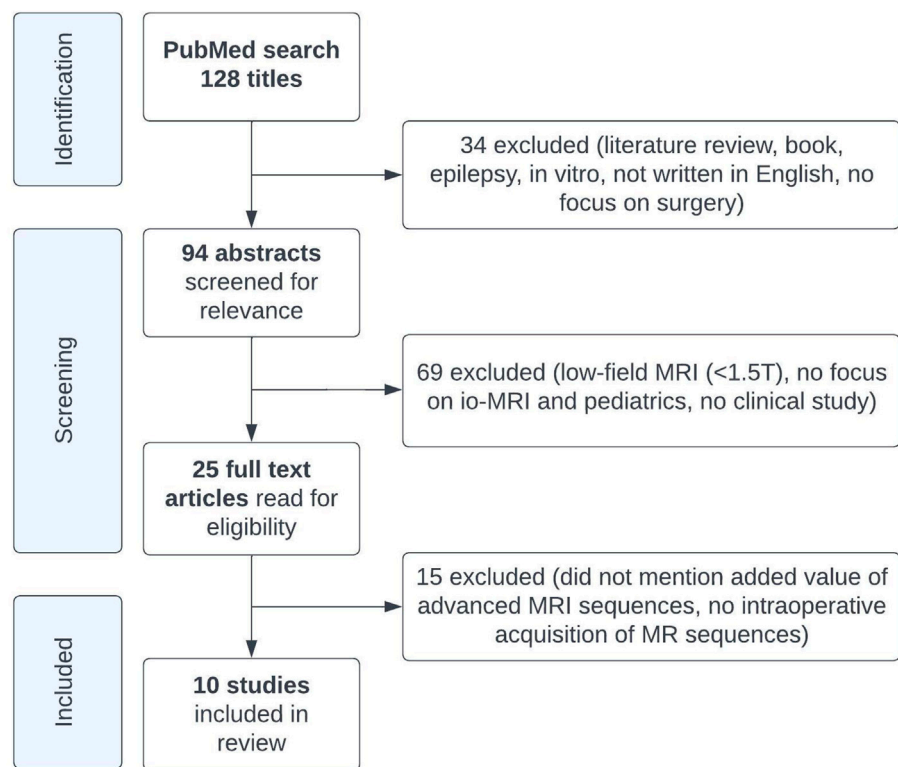 Identification
PubMed search
128 titles
34 excluded (literature review, book,
epilepsy, in vitro, not written in English, no
focus on surgery)
Screening
94 abstracts
screened for
relevance
69 excluded (low-field MRI (<1.5T), no focus
on io-MRI and pediatrics, no clinical study)
25 full text
articles read for
eligibility
15 excluded (did not mention added value of
advanced MRI sequences, no intraoperative
acquisition of MR sequences)
Included
10 studies
included in
review